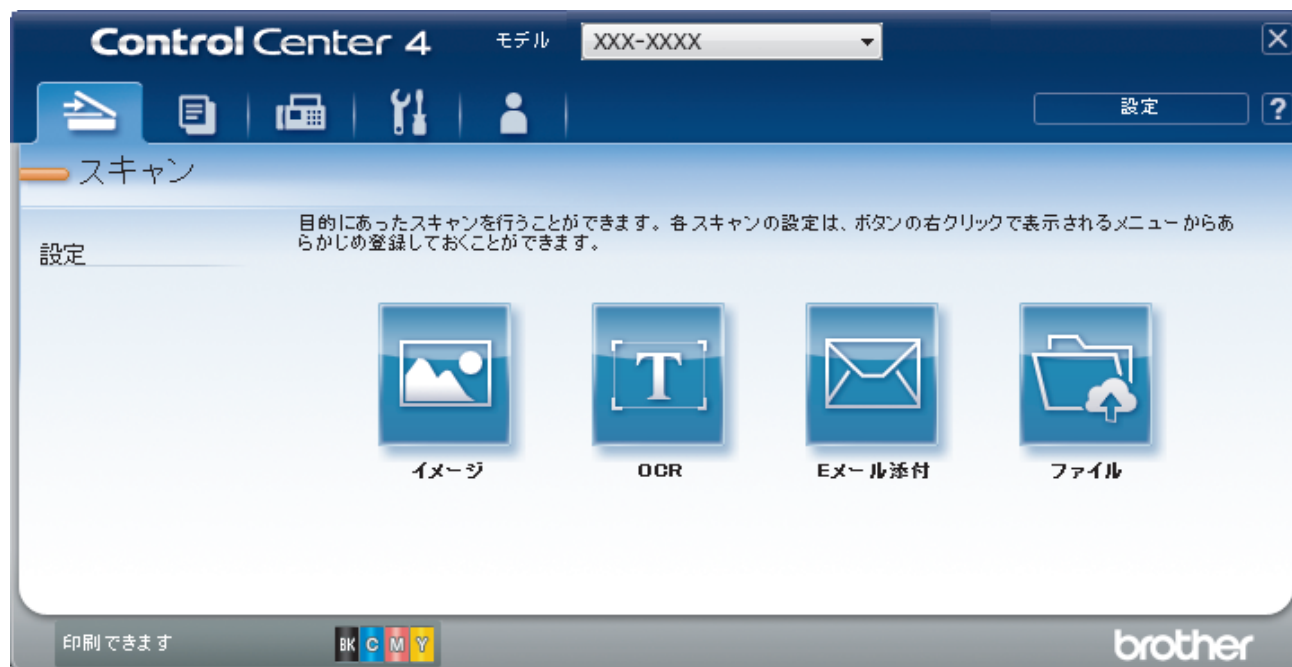 ControlCenter 4 モデル XXX-XXXX
設定 ?
スキャン
目的にあったスキャンを行うことができます。各スキャンの設定は、ボタンの右クリックで表示されるメニューからあ
らかじめ登録しておくことができます。
設定
T
イメージ OCR Eメール添付 ファイル
印刷できます BK C M Y brother